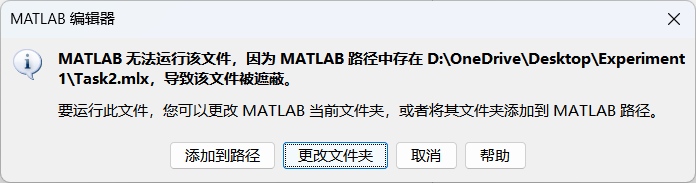 MATLAB 编辑器
MATLAB 无法运行该文件，因为 MATLAB 路径中存在 D:\OneDrive\Desktop\Experiment
1\Task2.mlx，导致该文件被遮蔽。
要运行此文件，您可以更改 MATLAB 当前文件夹，或者将其文件夹添加到 MATLAB 路径。
添加到路径 更改文件夹 取消 帮助